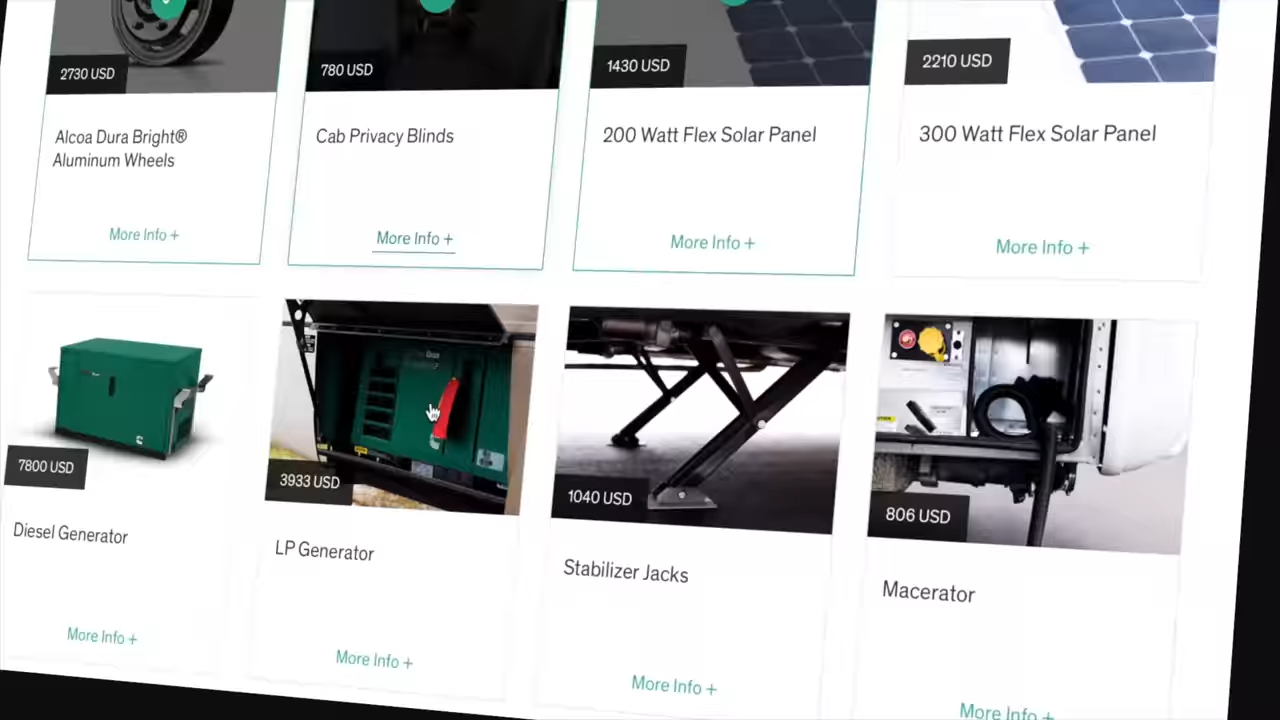 2730 USD
780 USD
1430 USD
2210 USD
Alcoa Dura Bright®
Aluminum Wheels
Cab Privacy Blinds
200 Watt Flex Solar Panel
300 Watt Flex Solar Panel
More Info +
More Info +
More Info +
More Info +
7800 USD
3933 USD
1040 USD
806 USD
Diesel Generator
LP Generator
Stabilizer Jacks
Macerator
More Info +
More Info +
More Info +
More Info +